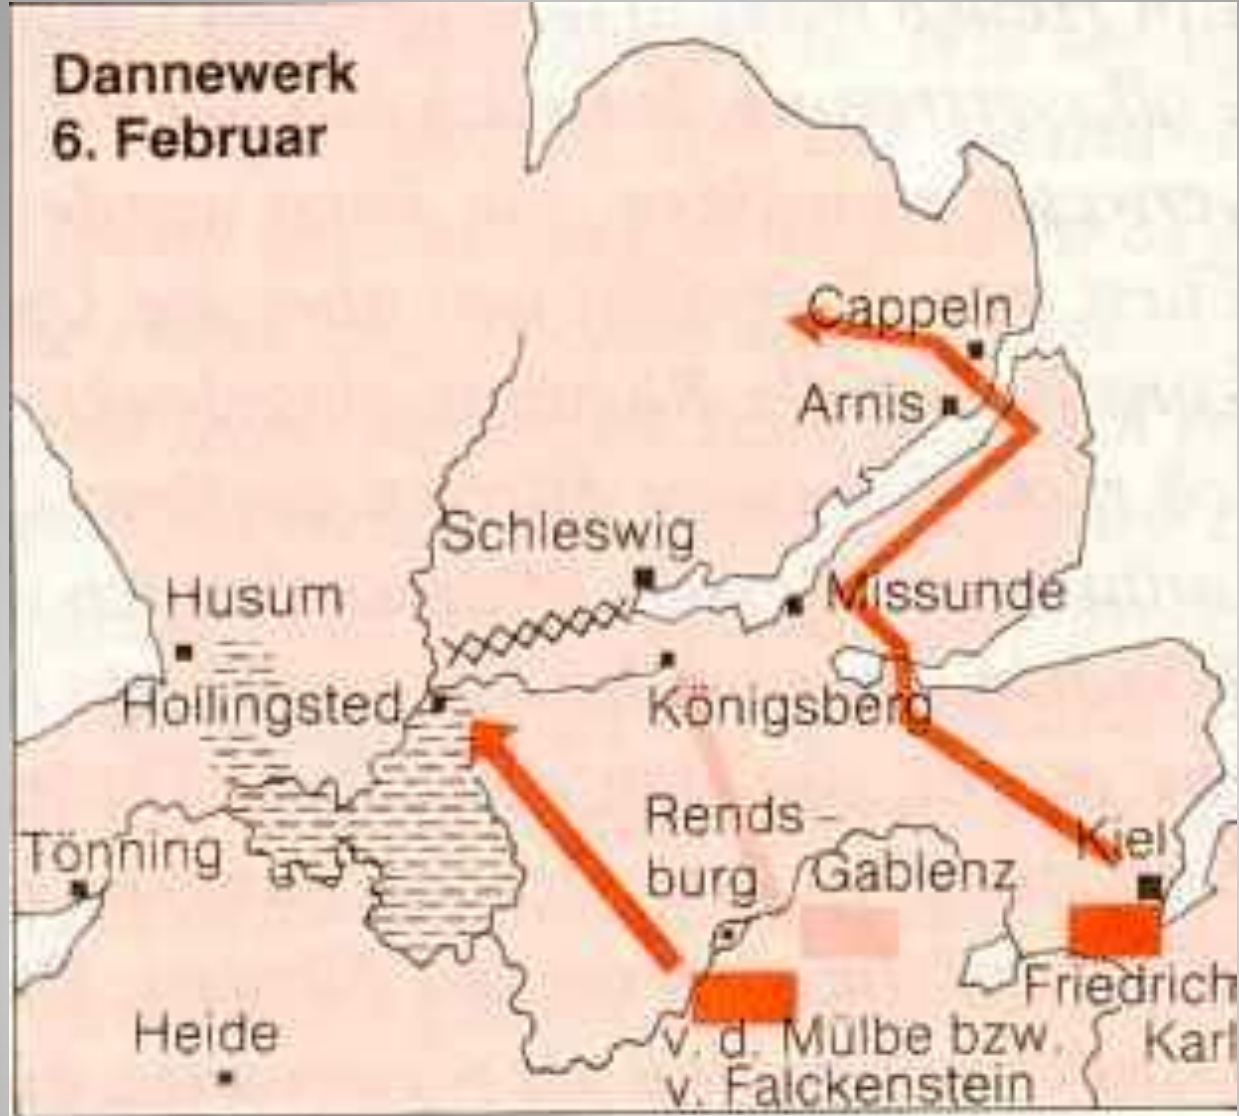 Dannewerk
6. Februar
Cappeln
Arnis
Schleswig
Missunde
Husum
Hollingsted
Königsberg
Rends-
burg
Kiel
Tönning
Gablenz
Friedrich
Karl
Heide
v. d. Mülbe bzw.
v. Falckenstein